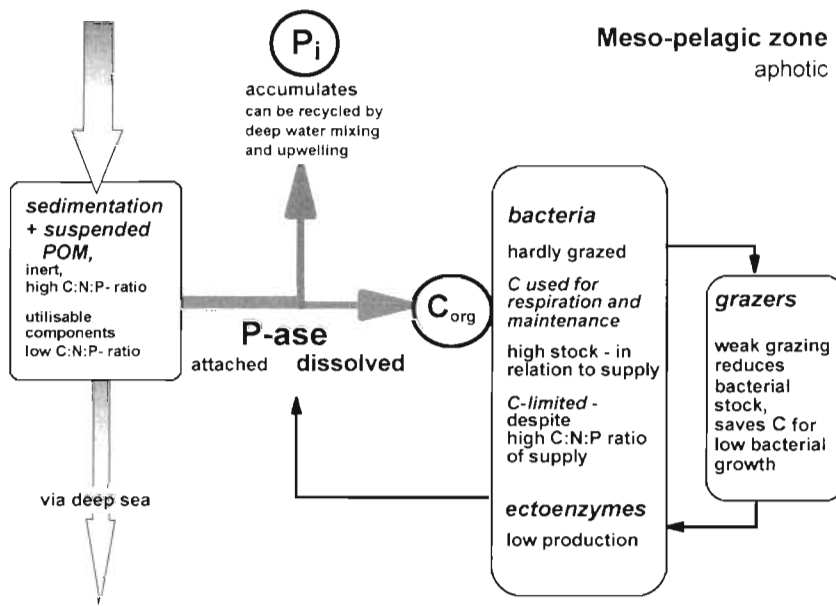 Meso-pelagic zone
aphotic
Pi
accumulates
can be recycled by
deep water mixing
and upwelling
sedimentation
+ suspended
POM,
inert,
high C:N:P- ratio
utilisable
components
low C:N:P- ratio
via deep sea
P-ase
attached dissolved
Corg
bacteria
hardly grazed
C used for
respiration and
maintenance
high stock - in
relation to supply
C-limited -
despite
high C:N:P ratio
of supply
ectoenzymes
low production
grazers
weak grazing
reduces
bacterial
stock,
saves C for
low bacterial
growth